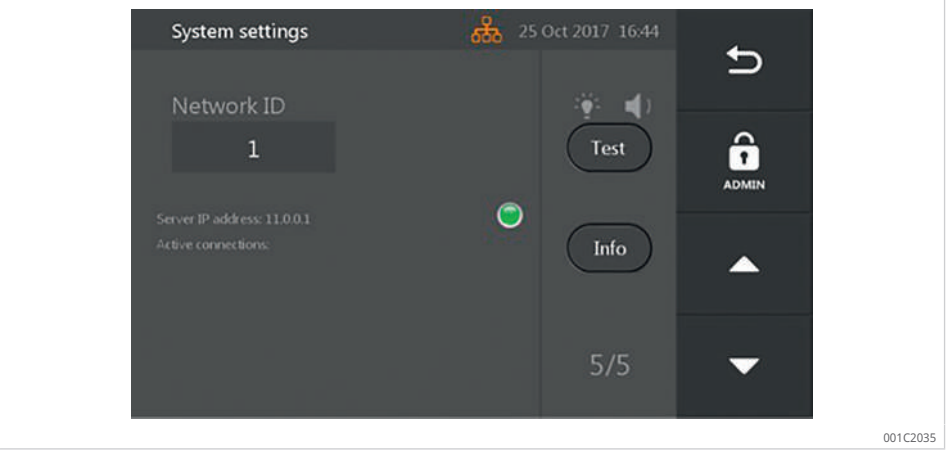 System settings
25 Oct 2017 16:44
Network ID
1
Test
ADMIN
Server IP address: 11.0.0.1
Active connections:
Info
5/5
001C2035